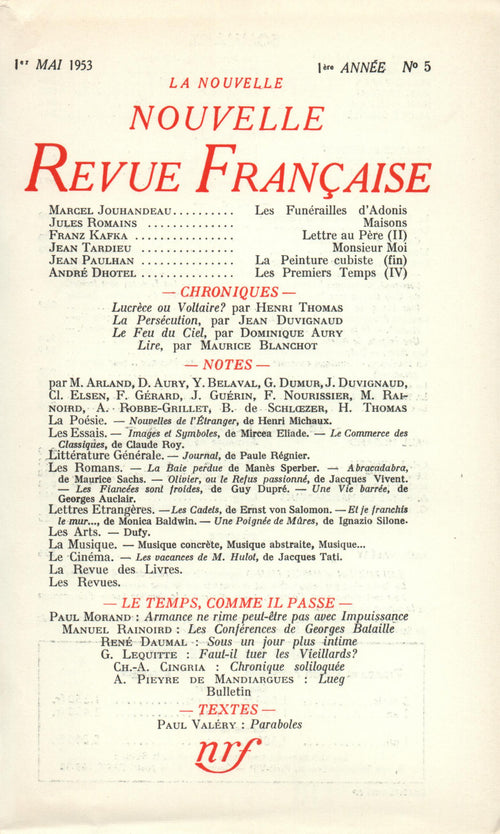 1er MAI 1953 1ère ANNÉE No 5
LA NOUVELLE
NOUVELLE
REVUE FRANÇAISE
MARCEL JOUHANDEAU.......... Les Funérailles d'Adonis
JULES ROMAINS .............. Maisons
FRANZ KAFKA ............... Lettre au Père (II)
JEAN TARDIEU .............. Monsieur Moi
JEAN PAULHAN .............. La Peinture cubiste (fin)
ANDRÉ DHOTEL .............. Les Premiers Temps (IV)
— CHRONIQUES —
Lucrèce ou Voltaire? par HENRI THOMAS
La Persécution, par JEAN DUVIGNAUD
Le Feu du Ciel, par DOMINIQUE AURY
Lire, par MAURICE BLANCHOT
— NOTES —
par M. ARLAND, D. AURY, Y. BELAVAL, G. DUMUR, J. DUVIGNAUD,
Cl. ELSEN, F. GÉRARD, J. GUÉRIN, F. NOURISSIER, M. RAI-
NOIRD, A. ROBBE-GRILLET, B. de SCHLŒZER, H. THOMAS
La Poésie. — Nouvelles de l'Étranger, de Henri Michaux.
Les Essais. — Images et Symboles, de Mircea Eliade. — Le Commerce des
Classiques, de Claude Roy.
Littérature Générale. — Journal, de Paule Régnier.
Les Romans. — La Baie perdue de Manès Sperber. — Abracadabra,
de Maurice Sachs. — Olivier, ou le Refus passionné, de Jacques Vivent.
— Les Fiancées sont froides, de Guy Dupré. — Une Vie barrée, de
Georges Auclair.
Lettres Etrangères. — Les Cadets, de Ernst von Salomon. — Et je franchis
le mur..., de Monica Baldwin. — Une Poignée de Mûres, de Ignazio Silone.
Les Arts. — Dufy.
La Musique. — Musique concrète, Musique abstraite, Musique...
Le Cinéma. — Les vacances de M. Hulot, de Jacques Tati.
La Revue des Livres.
Les Revues.
— LE TEMPS, COMME IL PASSE —
PAUL MORAND : Armance ne rime peut-être pas avec Impuissance
MANUEL RAINOIRD : Les Conférences de Georges Bataille
RENÉ DAUMAL : Sous un jour plus intime
G. LEQUITTE : Faut-il tuer les Vieillards?
CH.-A. CINGRIA : Chronique soliloquée
A. PIEYRE DE MANDIARGUES : Lueg
Bulletin
— TEXTES —
PAUL VALÉRY : Paraboles
nrf